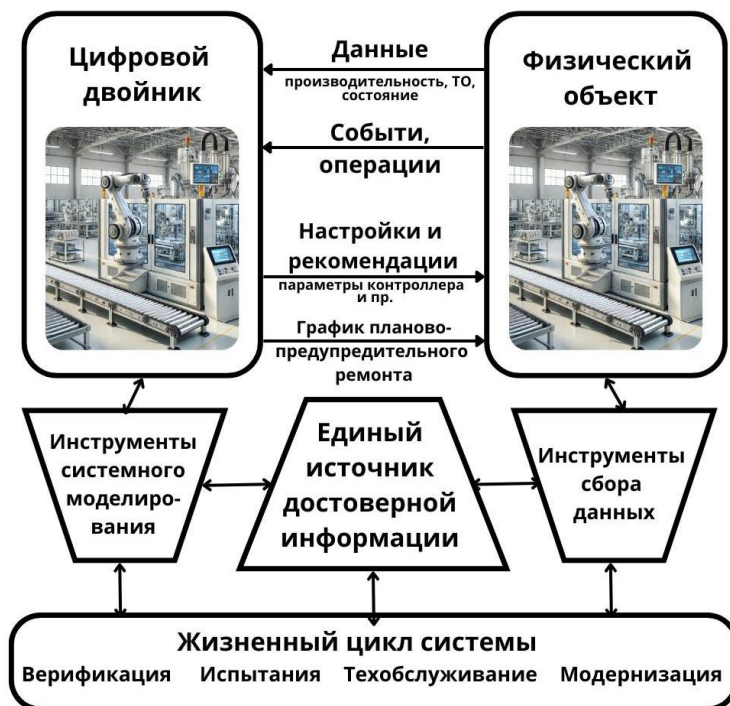 Цифровой
двойник
Данные
производительность, ТО,
состояние
Событи,
операции
Настройки и
рекомендации
параметры контроллера
и пр.
График планово-
предупредительного
ремонта
Физический
объект
Инструменты
системного
моделиро-
вания
Единый
источник
достоверной
информации
Инструменты
сбора
данных
Жизненный цикл системы
Верификация Испытания Техобслуживание Модернизация